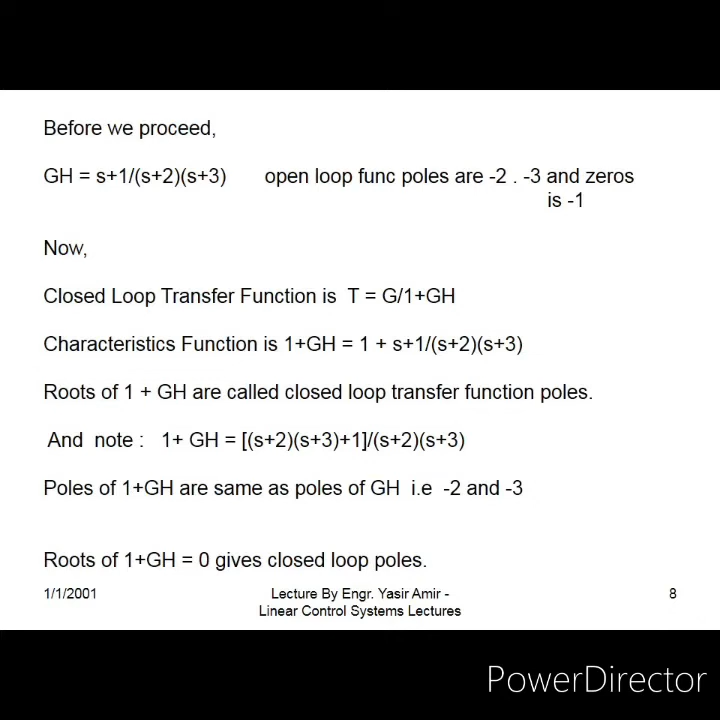 Before we proceed,
GH = s+1/(s+2)(s+3) open loop func poles are -2 . -3 and zeros
is -1
Now,
Closed Loop Transfer Function is T = G/1+GH
Characteristics Function is 1+GH = 1 + s+1/(s+2)(s+3)
Roots of 1 + GH are called closed loop transfer function poles.
And note : 1+ GH = [(s+2)(s+3)+1]/(s+2)(s+3)
Poles of 1+GH are same as poles of GH i.e -2 and -3
Roots of 1+GH = 0 gives closed loop poles.
1/1/2001
Lecture By Engr. Yasir Amir -
Linear Control Systems Lectures
8
PowerDirector